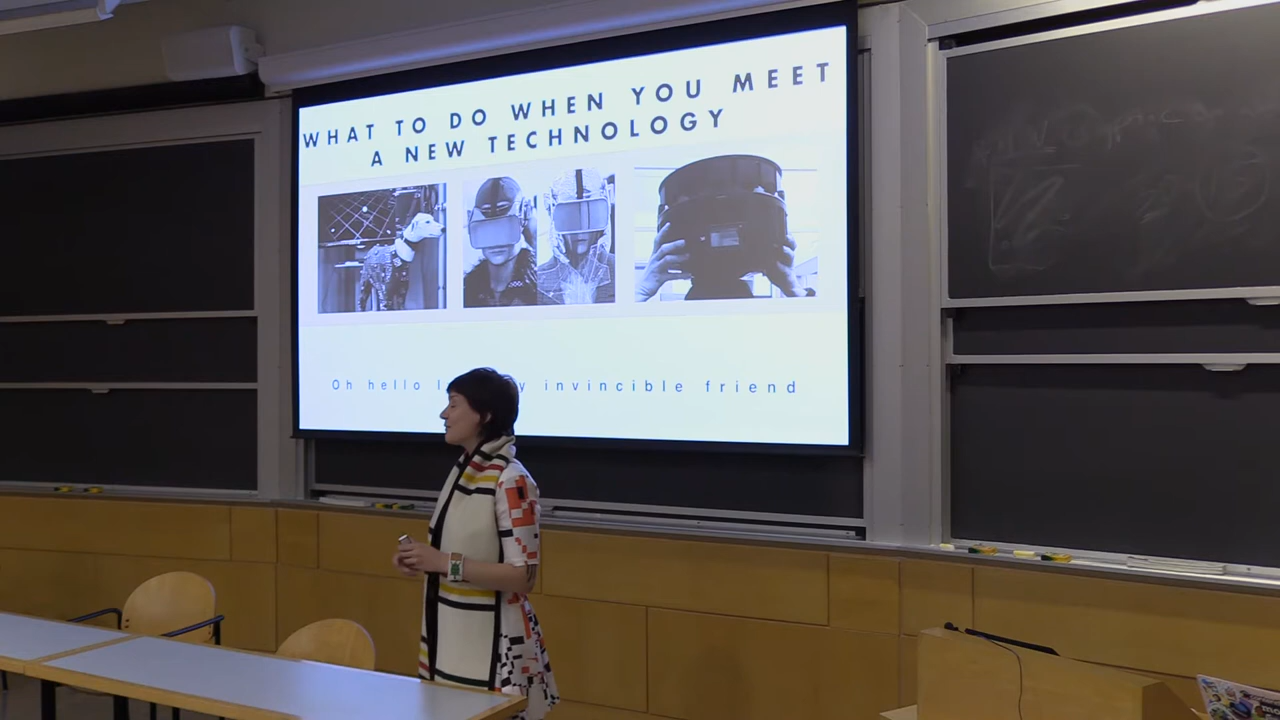 WHAT TO DO WHEN YOU MEET
A NEW TECHNOLOGY
Oh hello invincible friend